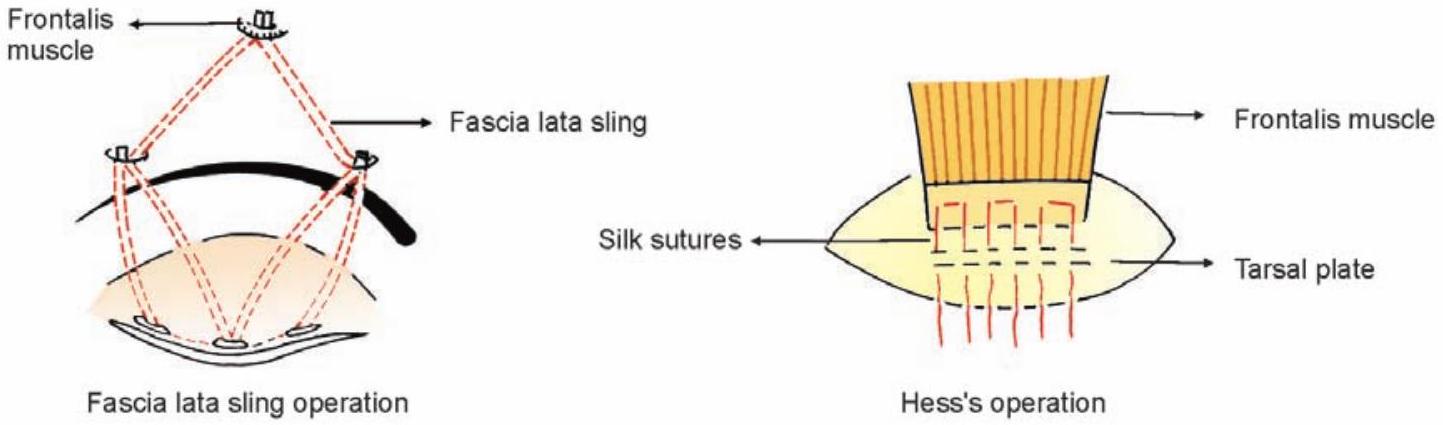 Frontalis
muscle
Fascia lata sling
Fascia lata sling operation
Frontalis muscle
Silk sutures
Tarsal plate
Hess's operation